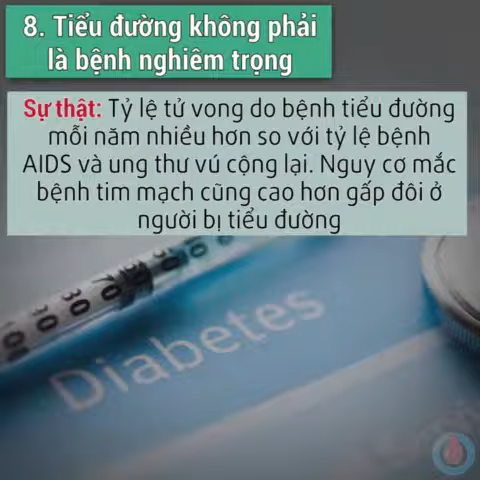 8. Tiểu đường không phải
là bệnh nghiêm trọng
Sự thật: Tỷ lệ tử vong do bệnh tiểu đường
mỗi năm nhiều hơn so với tỷ lệ bệnh
AIDS và ung thư vú cộng lại. Nguy cơ mắc
bệnh tim mạch cũng cao hơn gấp đôi ở
người bị tiểu đường
Diabetes